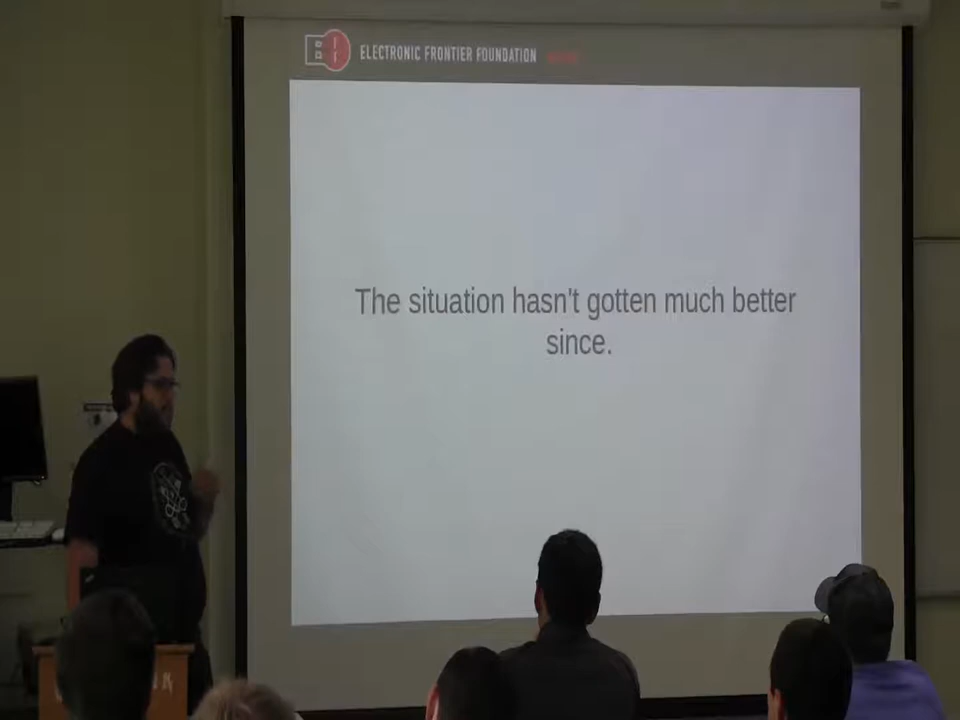 ELECTRONIC FRONTIER FOUNDATION
The situation hasn't gotten much better
since.